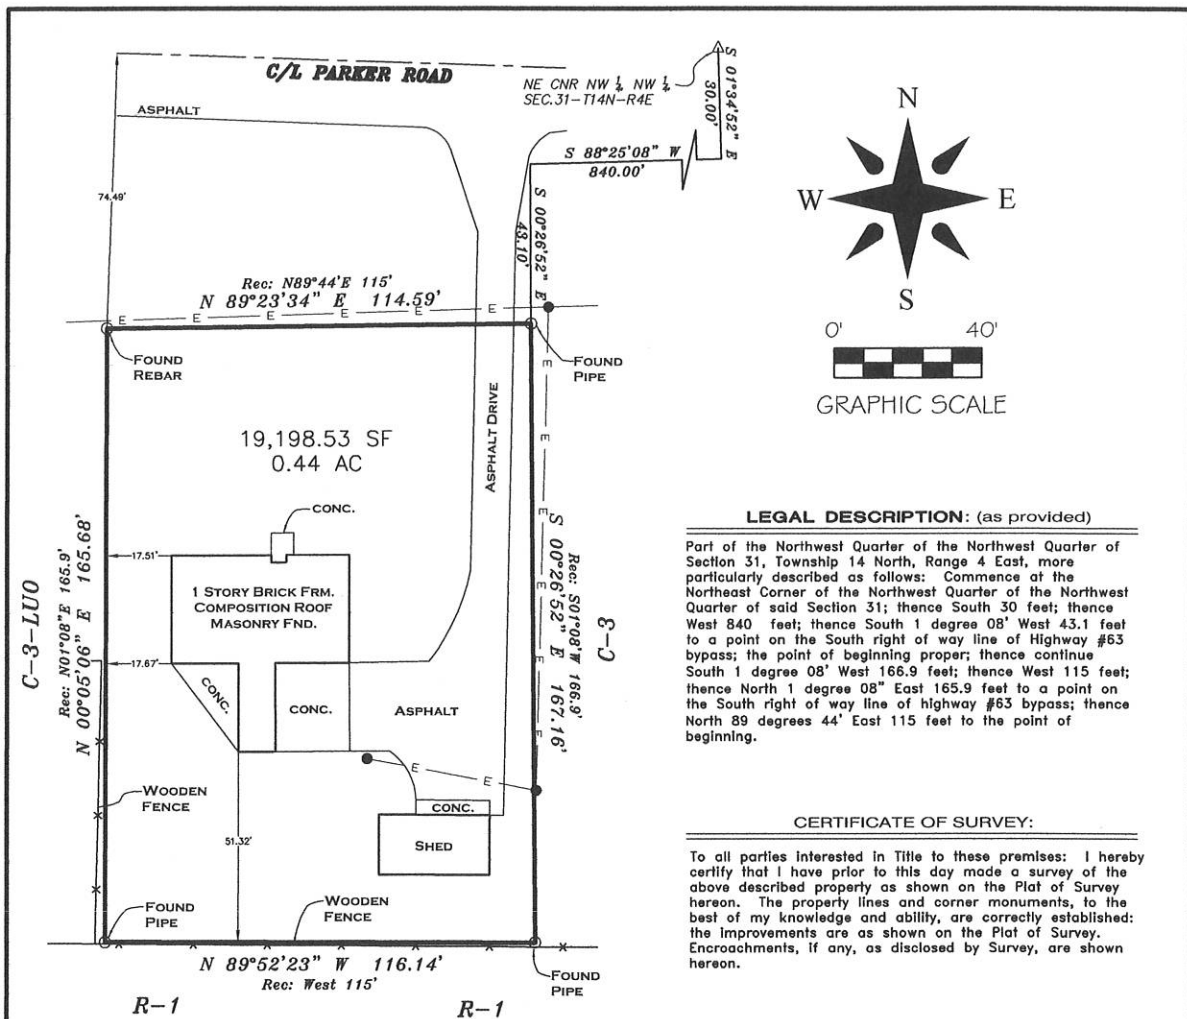 C/L PARKER ROAD
NE CNR NW ¼, NW ¼
SEC.31-T14N-R4E
S 01°34'52" E
30.00'
ASPHALT
S 88°25'08" W
840.00'
74.49'
S 00°26'52" E
43.10'
Rec: N89°44'E 115'
N 89°23'34" E 114.59'
E E E E E E
FOUND
REBAR
FOUND
PIPE
N
W E
S
0' 40'
GRAPHIC SCALE
ASPHALT DRIVE
19,198.53 SF
0.44 AC
CONC.
17.51'
1 STORY BRICK FRM.
COMPOSITION ROOF
MASONRY FND.
17.67'
CONC.
CONC.
ASPHALT
C-3-LUO
Rec: N01°08"E 165.9'
N 00°05'06" E 165.68'
E
E
E
E
E
E
S 00°26'52" E 167.16'
Rec: S01°08'W 166.9'
C-3
E E
WOODEN
FENCE
51.32'
CONC.
SHED
FOUND
PIPE
WOODEN
FENCE
N 89°52'23" W 116.14'
Rec: West 115'
FOUND
PIPE
R-1 R-1
LEGAL DESCRIPTION: (as provided)
Part of the Northwest Quarter of the Northwest Quarter of
Section 31, Township 14 North, Range 4 East, more
particularly described as follows: Commence at the
Northeast Corner of the Northwest Quarter of the Northwest
Quarter of said Section 31; thence South 30 feet; thence
West 840 feet; thence South 1 degree 08' West 43.1 feet
to a point on the South right of way line of Highway #63
bypass; the point of beginning proper; thence continue
South 1 degree 08' West 166.9 feet; thence West 115 feet;
thence North 1 degree 08" East 165.9 feet to a point on
the South right of way line of highway #63 bypass; thence
North 89 degrees 44' East 115 feet to the point of
beginning.
CERTIFICATE OF SURVEY:
To all parties interested in Title to these premises: I hereby
certify that I have prior to this day made a survey of the
above described property as shown on the Plat of Survey
hereon. The property lines and corner monuments, to the
best of my knowledge and ability, are correctly established:
the improvements are as shown on the Plat of Survey.
Encroachments, if any, as disclosed by Survey, are shown
hereon.